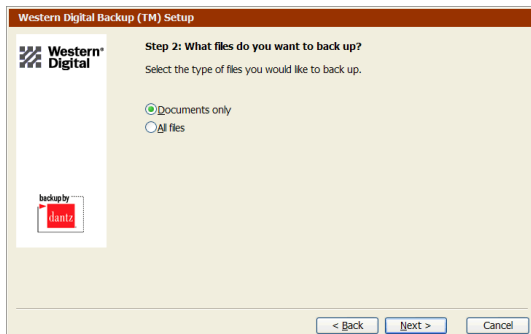 Western Digital Backup (TM) Setup
Western®
Digital
Step 2: What files do you want to back up?
Select the type of files you would like to back up.
Documents only
All files
backup by
dantz
< Back
Next >
Cancel